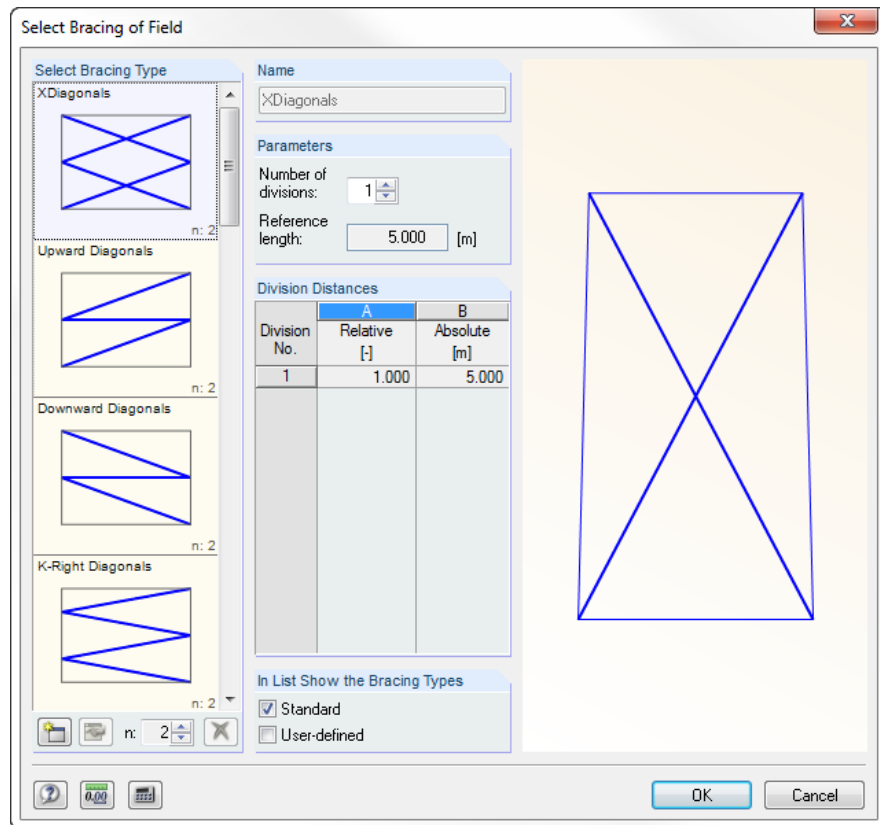 Select Bracing of Field
Select Bracing Type
XDiagonals
n: 2
Upward Diagonals
n: 2
Downward Diagonals
n: 2
K-Right Diagonals
n: 2
n: 2
Name
XDiagonals
Parameters
Number of
divisions: 1
Reference
length: 5.000 [m]
Division Distances
A B
Division Relative Absolute
No. [-] [m]
1 1.000 5.000
In List Show the Bracing Types
Standard
User-defined
0.00
OK Cancel